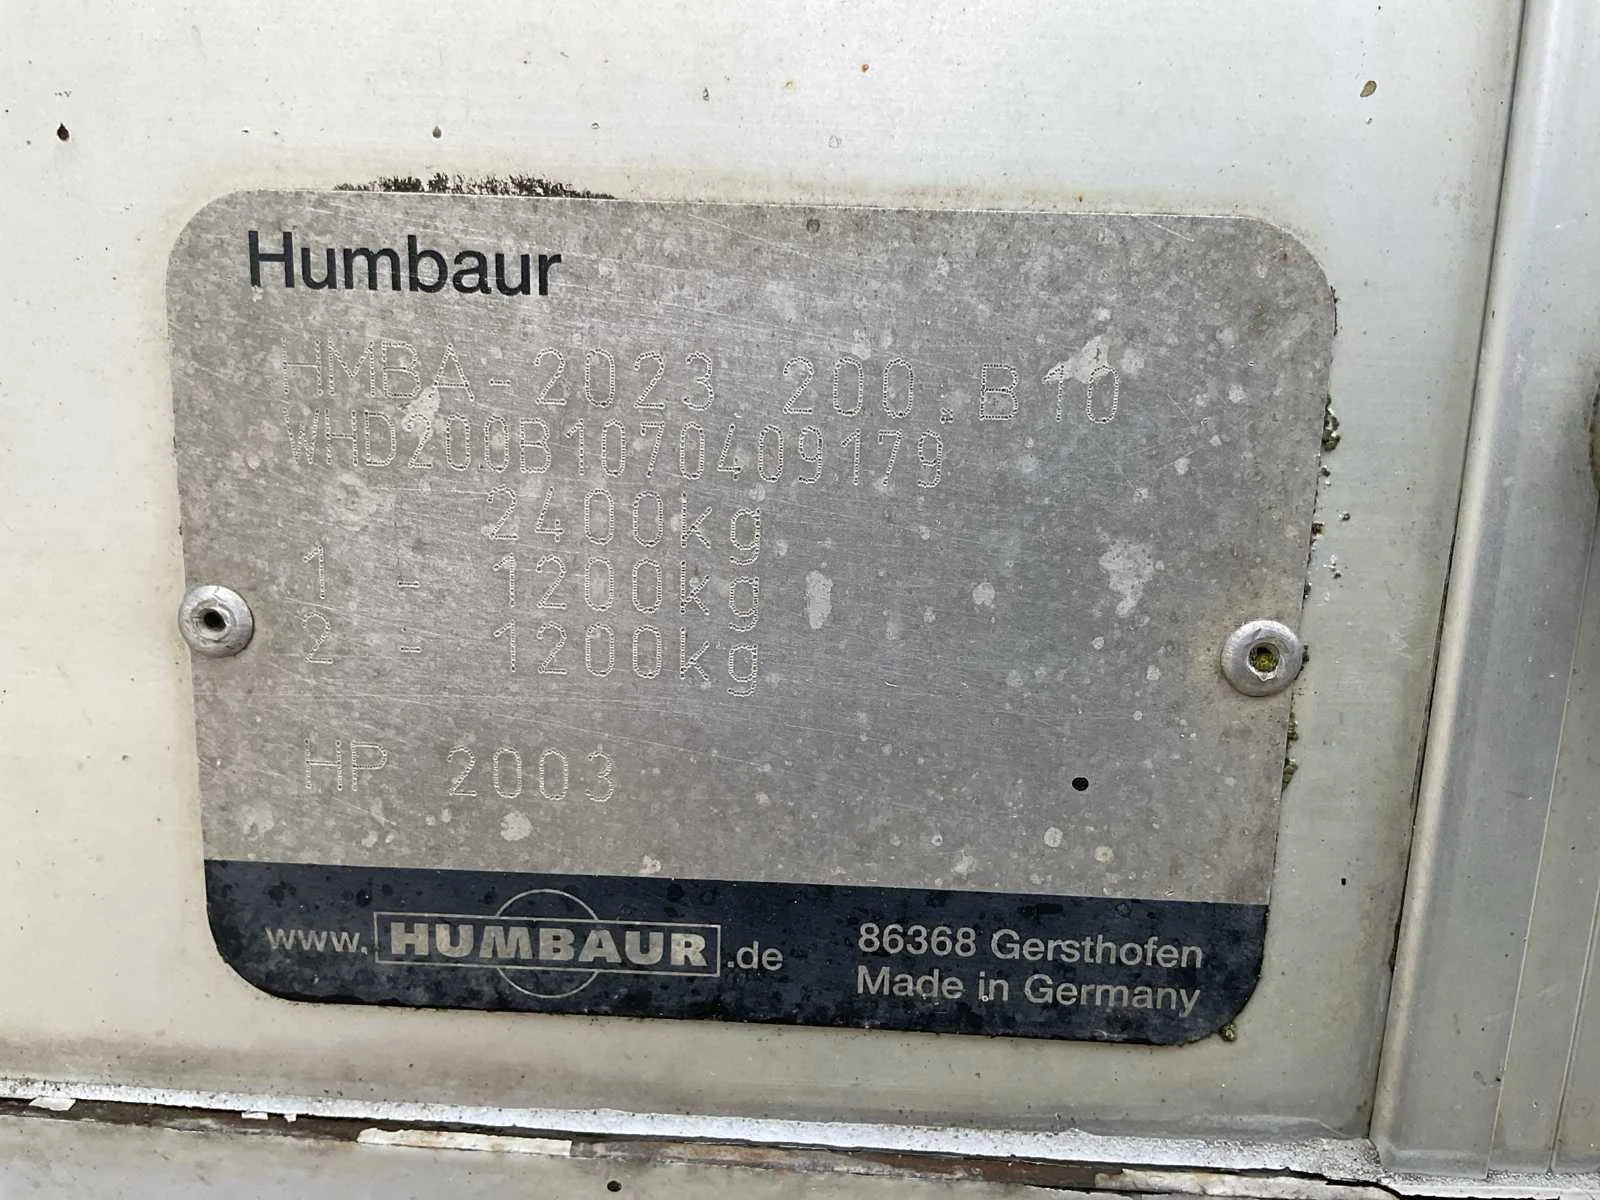 Humbaur
HMBA-2023 200.B10
WHD200B1070409179
2400kg
1 - 1200kg
2 - 1200kg
HP 2003
www.HUMBAUR.de
86368 Gersthofen
Made in Germany